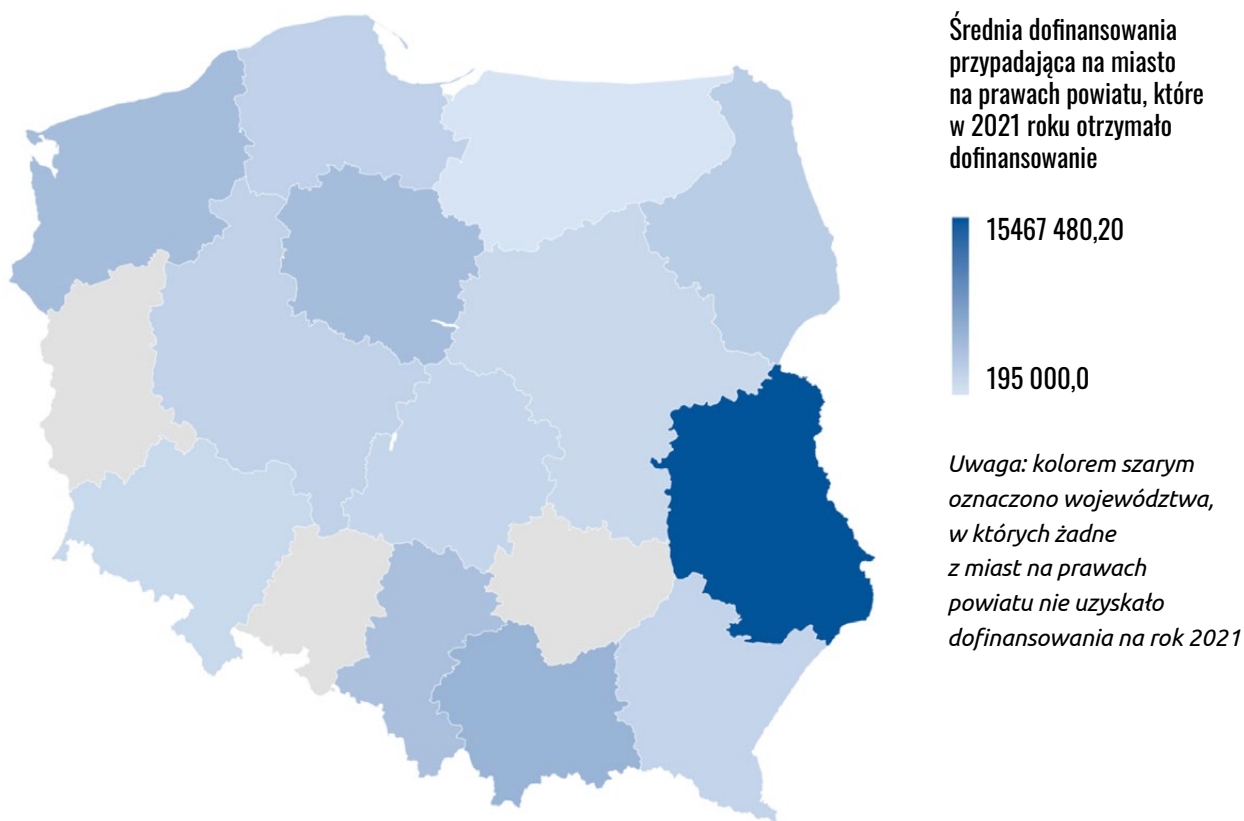 Średnia dofinansowania
przypadająca na miasto
na prawach powiatu, które
w 2021 roku otrzymało
dofinansowanie
15467 480,20
195 000,0
Uwaga: kolorem szarym
oznaczono województwa,
w których żadne
z miast na prawach
powiatu nie uzyskało
dofinansowania na rok 2021